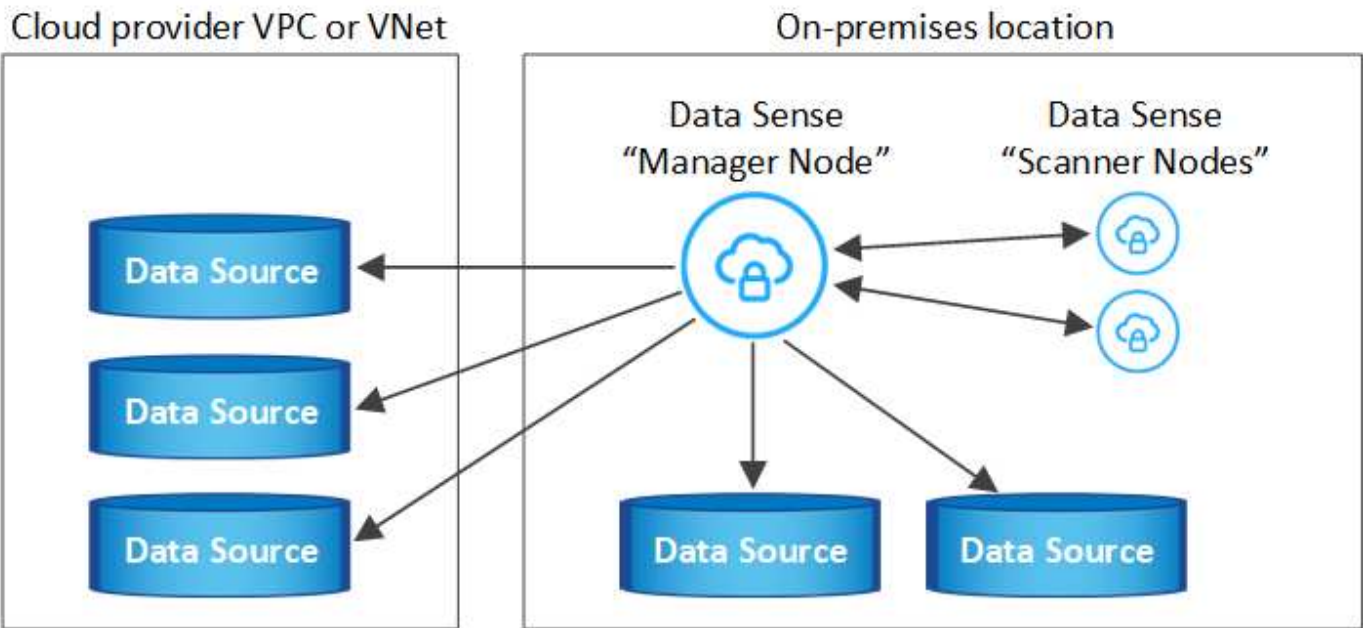 Cloud provider VPC or VNet
On-premises location
Data Sense
“Manager Node”
Data Sense
“Scanner Nodes”
Data Source
Data Source
Data Source
Data Source
Data Source